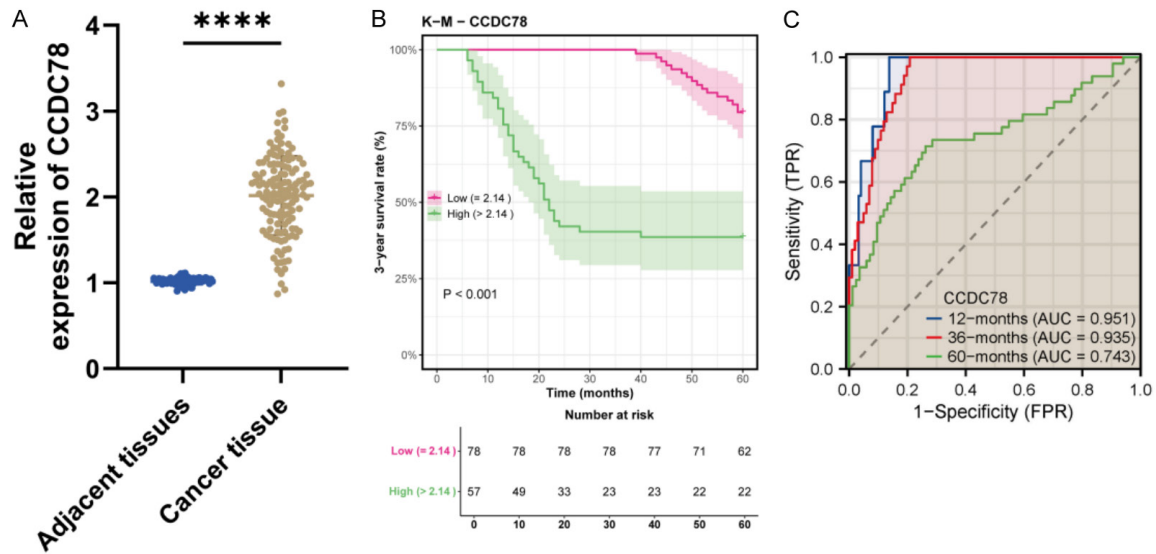 A
****
4
3
2
1
0
Relative
expression of CCDC78
Adjacent tissues
Cancer tissue
B
K-M - CCDC78
100%
75%
50%
25%
0%
3-year survival rate (%)
Low (= 2.14 )
High (> 2.14 )
P < 0.001
0 10 20 30 40 50 60
Time (months)
Number at risk
Low (= 2.14 ) 78 78 78 78 77 71 62
High (> 2.14 ) 57 49 33 23 23 22 22
0 10 20 30 40 50 60
C
1.0
0.8
0.6
0.4
0.2
0.0
Sensitivity (TPR)
CCDC78
12-months (AUC = 0.951)
36-months (AUC = 0.935)
60-months (AUC = 0.743)
0.0 0.2 0.4 0.6 0.8 1.0
1-Specificity (FPR)